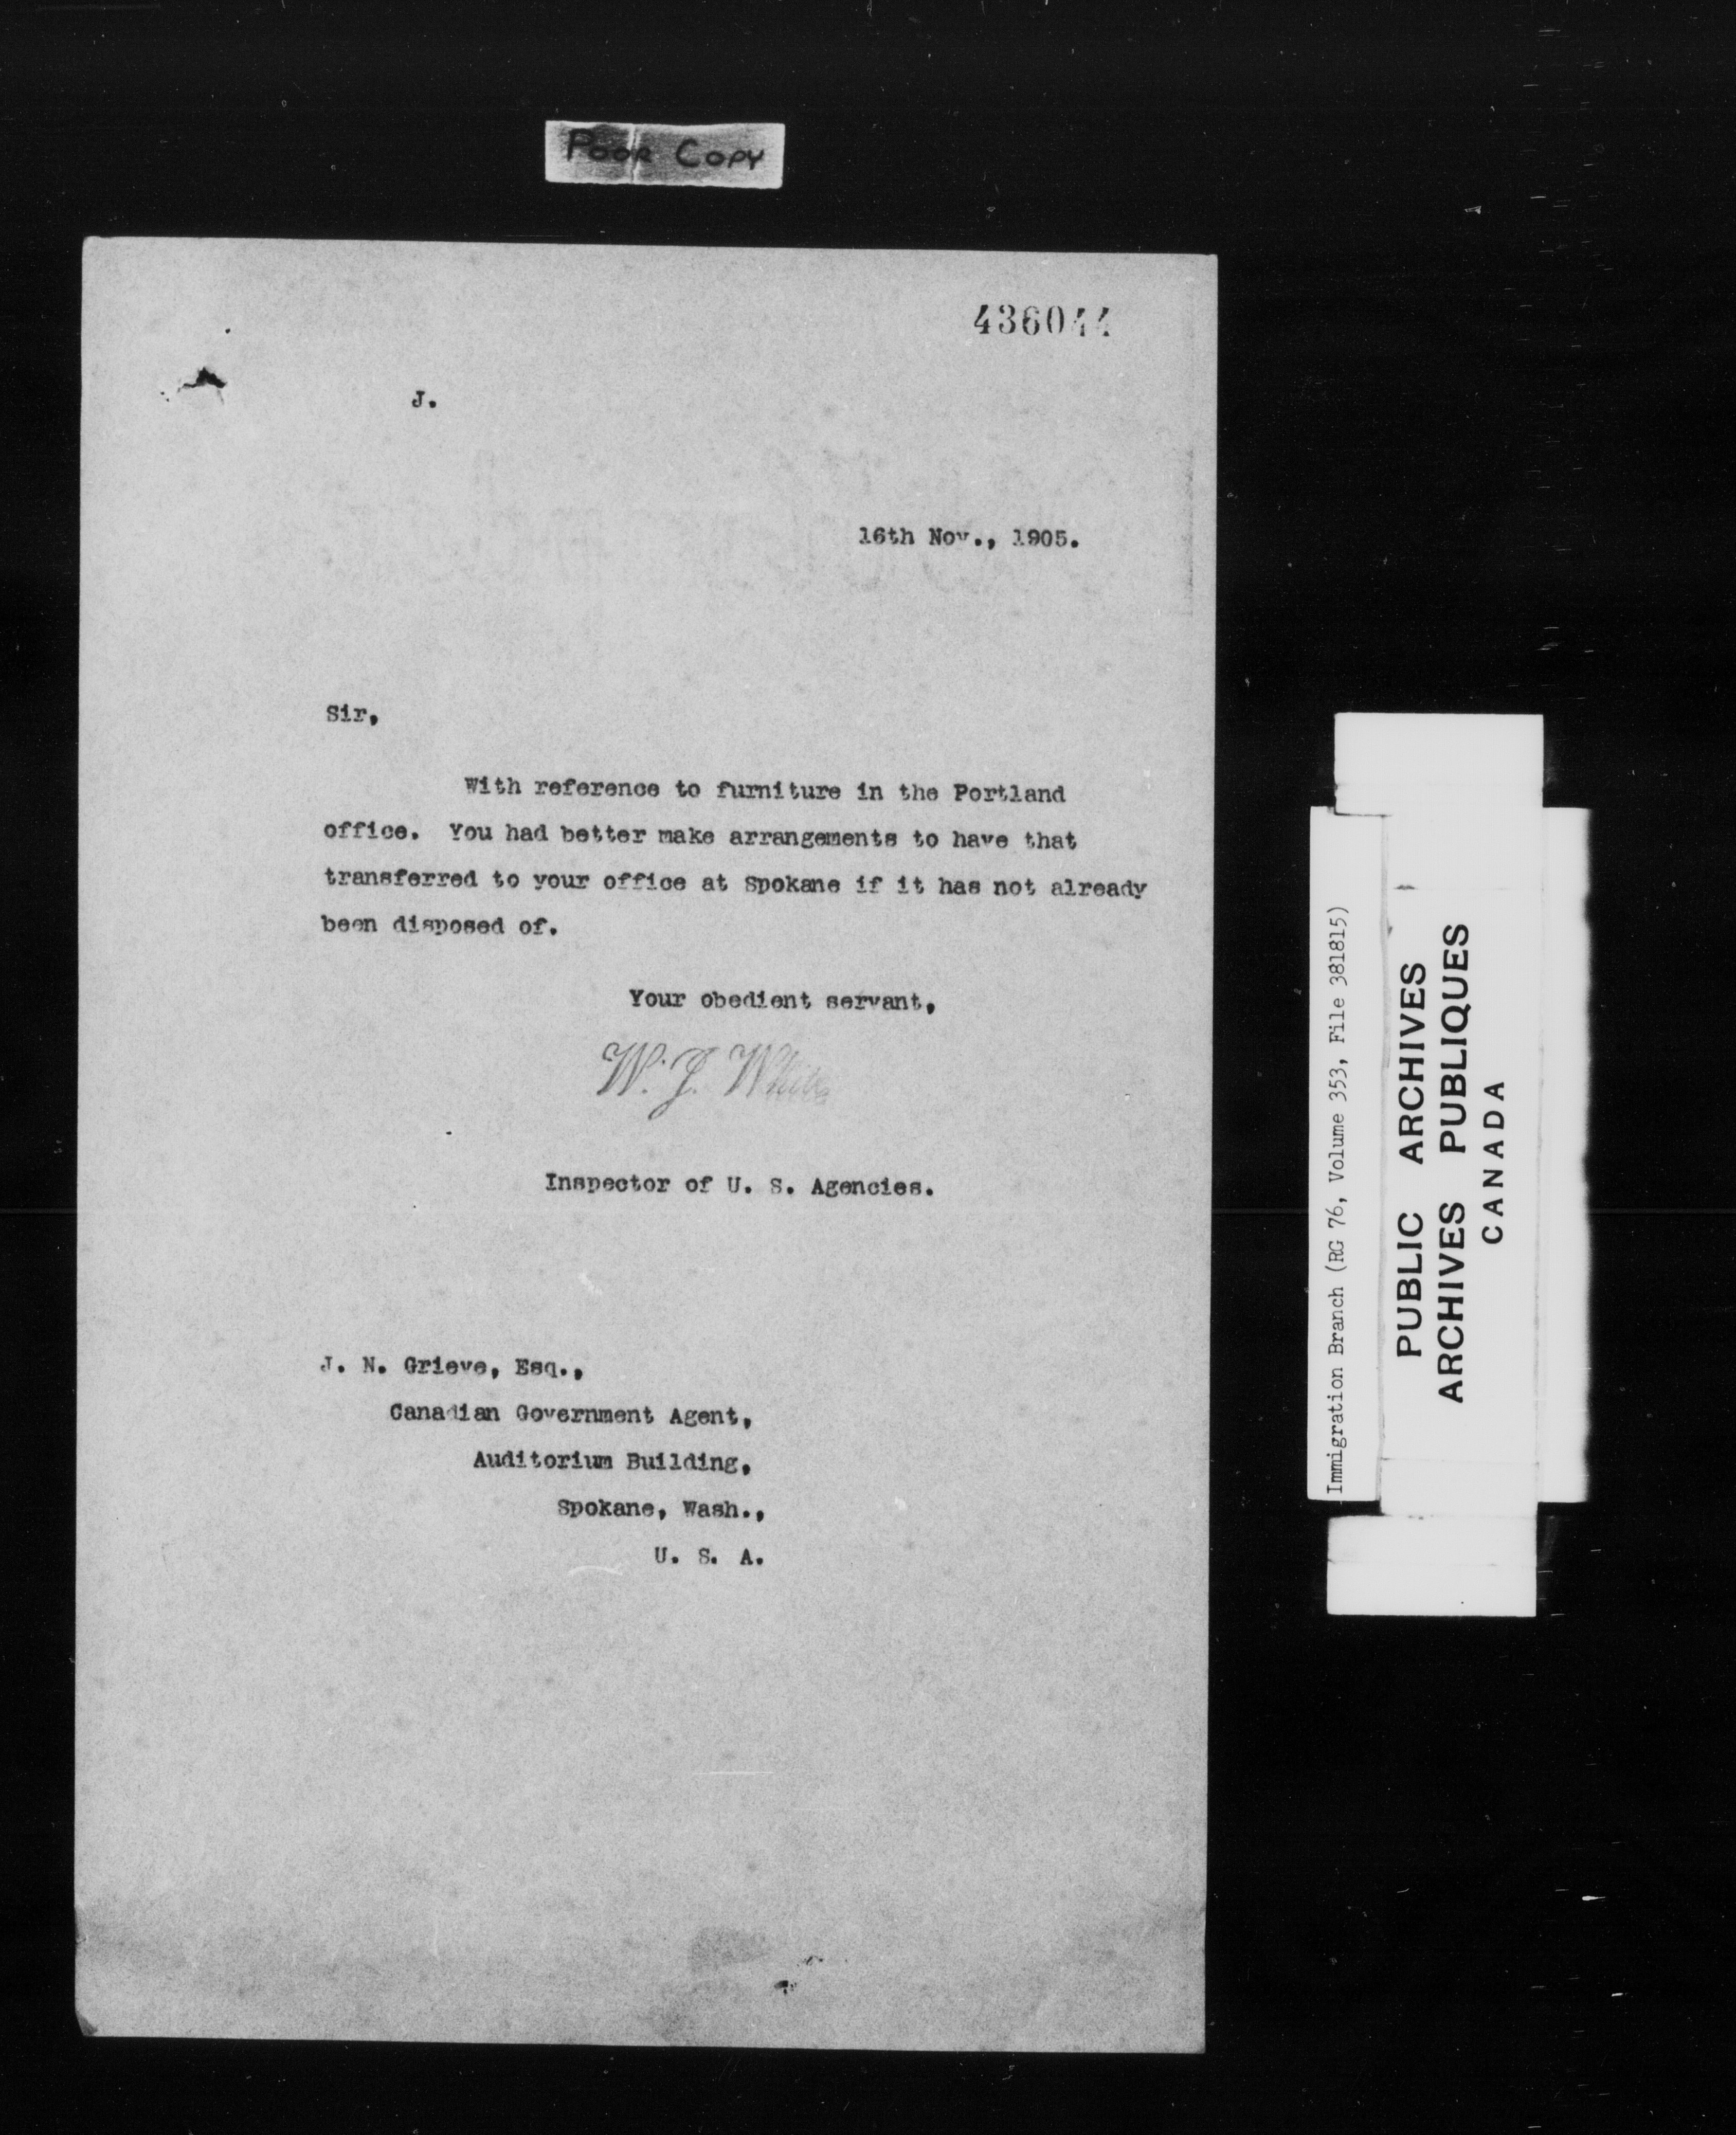 Poor Copy
436044
J.
16th Nov., 1905.
Sir,
With reference to furniture in the Portland
office. You had better make arrangements to have that
transferred to your office at Spokane if it has not already
been disposed of.
Your obedient servant,
W. J. White
Inspector of U. S. Agencies.
J. N. Grieve, Esq.,
Canadian Government Agent,
Auditorium Building,
Spokane, Wash.,
U. S. A.
Immigration Branch (RG 76, Volume 353, File 381815)
PUBLIC ARCHIVES
ARCHIVES PUBLIQUES
CANADA